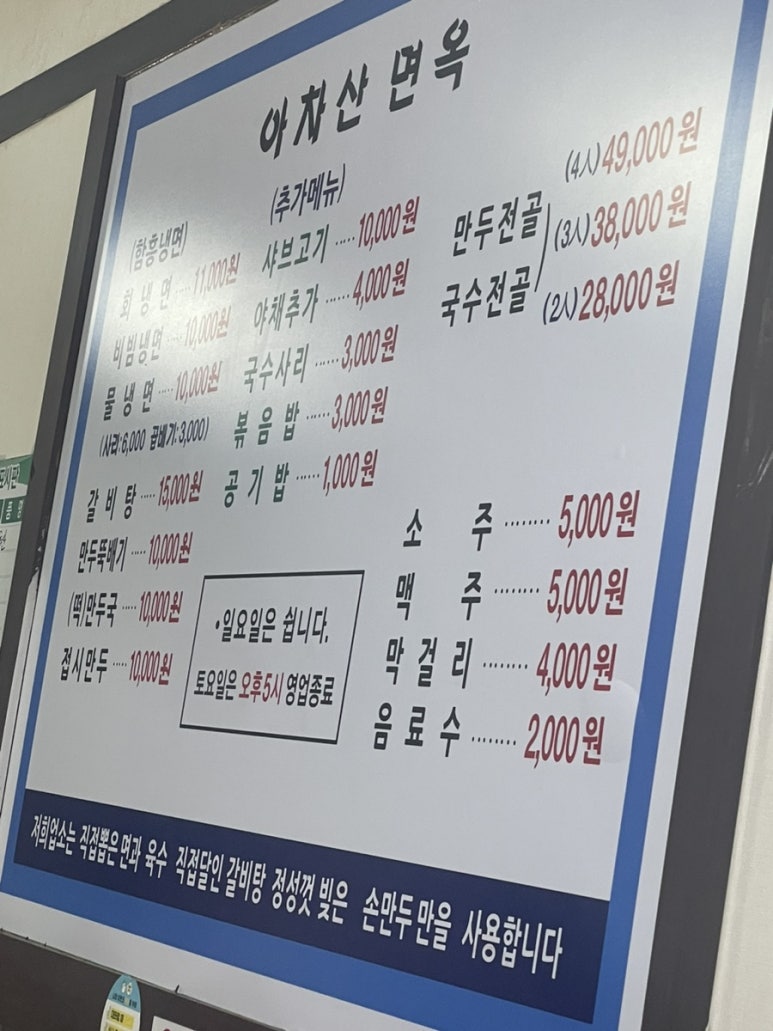 아차산면옥
(함흥냉면)
회냉면 ····· 11,000원
비빔냉면 ····· 10,000원
물냉면 ····· 10,000원
(사리:6,000 곱배기:3,000)
갈비탕 ····· 15,000원
만두뚝배기 ····· 10,000원
(떡)만두국 ····· 10,000원
접시만두 ····· 10,000원
(추가메뉴)
샤브고기 ····· 10,000원
야채추가 ······ 4,000원
국수사리 ······ 3,000원
볶음밥 ······ 3,000원
공기밥 ······ 1,000원
(4人)49,000원
만두전골 (3人)38,000원
국수전골 (2人)28,000원
소주 ········ 5,000원
맥주 ········ 5,000원
막걸리 ········ 4,000원
음료수 ········ 2,000원
•일요일은 쉽니다.
토요일은 오후5시 영업종료
저희업소는 직접뽑은면과 육수 직접달인 갈비탕 정성껏 빚은 손만두만을 사용합니다